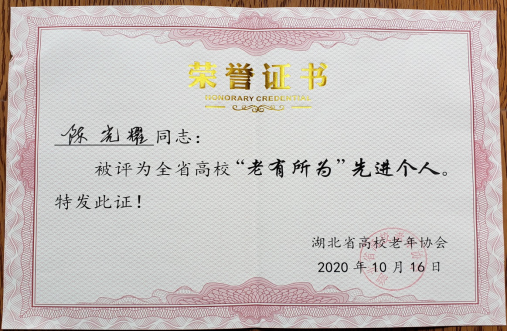 荣誉证书
HONORARY CREDENTIAL
陈光耀同志：
被评为全省高校“老有所为”先进个人。
特发此证！
湖北省高校老年协会
2020 年 10 月 16 日